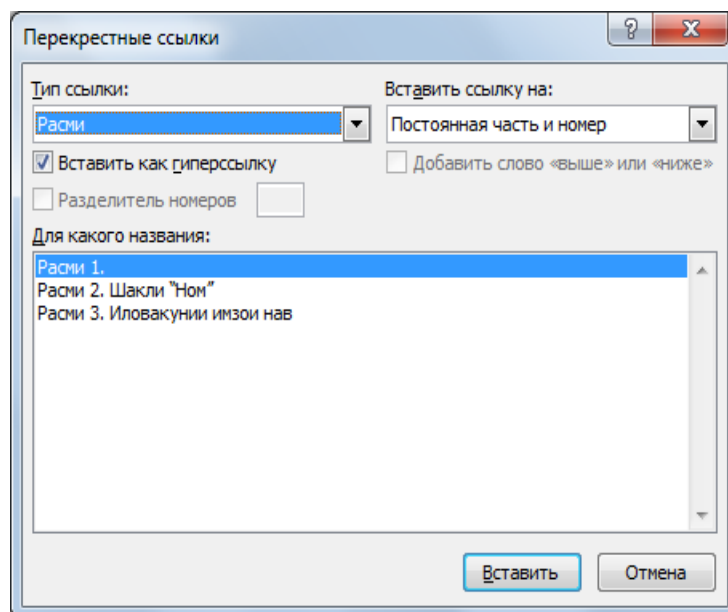 Перекрестные ссылки
Тип ссылки: Вставить ссылку на:
Расми Постоянная часть и номер
Вставить как гиперссылку Добавить слово «выше» или «ниже»
Разделитель номеров
Для какого названия:
Расми 1.
Расми 2. Шакли “Ном”
Расми 3. Иловакунии имзои нав
Вставить Отмена